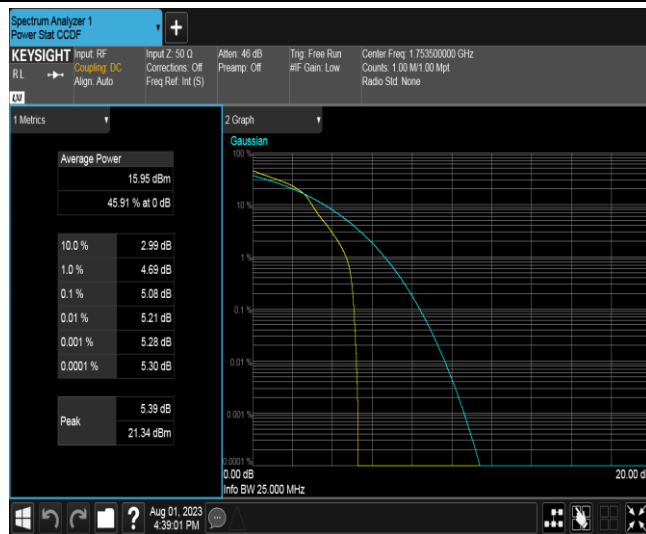 Spectrum Analyzer 1
Power Stat CCDF
+
KEYSIGHT
RL
LXI
Input: RF
Coupling: DC
Align: Auto
Input Z: 50 Ω
Corrections: Off
Freq Ref: Int (S)
Atten: 46 dB
Preamp: Off
Trig: Free Run
#IF Gain: Low
Center Freq: 1.753500000 GHz
Counts: 1.00 M/1.00 Mpt
Radio Std: None
1 Metrics
Average Power
15.95 dBm
45.91 % at 0 dB
10.0 % 2.99 dB
1.0 % 4.69 dB
0.1 % 5.08 dB
0.01 % 5.21 dB
0.001 % 5.28 dB
0.0001 % 5.30 dB
Peak
5.39 dB
21.34 dBm
2 Graph
Gaussian
100 %
10 %
1 %
0.1 %
0.01 %
0.001 %
0.0001 %
0.00 dB
20.00 d
Info BW 25.000 MHz
?
Aug 01, 2023
4:39:01 PM